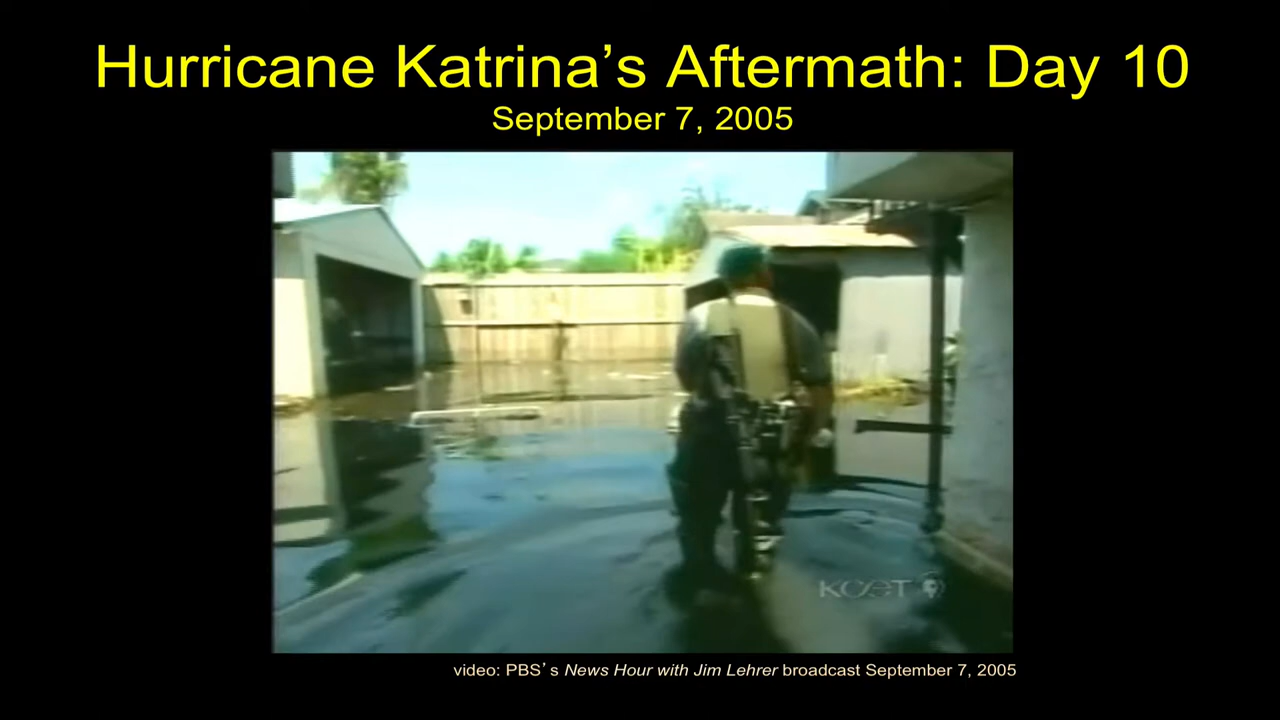 Hurricane Katrina’s Aftermath: Day 10
September 7, 2005
KCET
video: PBS’s News Hour with Jim Lehrer broadcast September 7, 2005